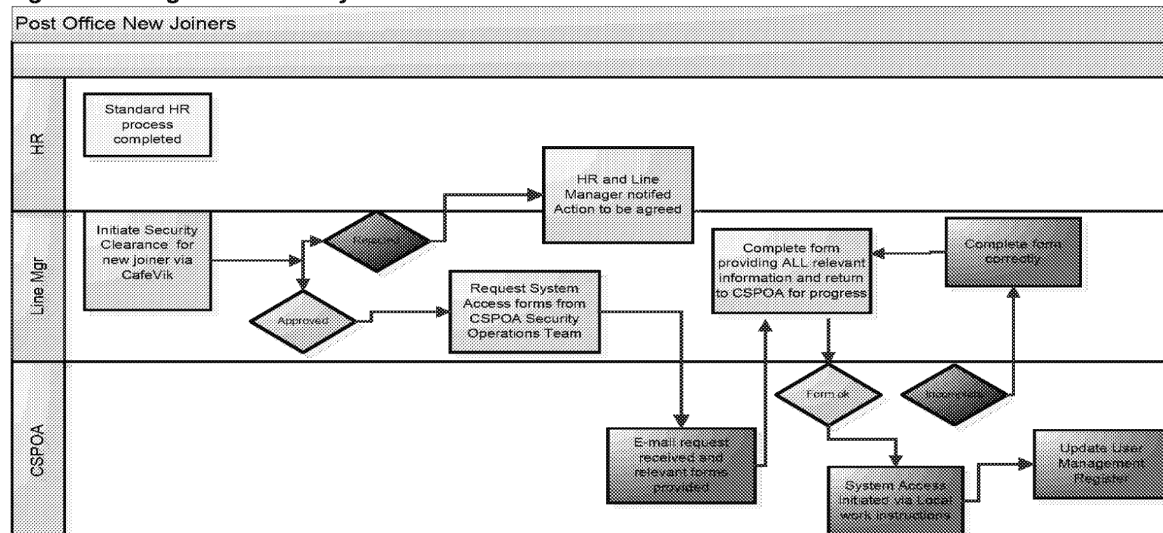 Post Office New Joiners
HR
Standard HR
process
completed
HR and Line
Manager notifed
Action to be agreed
Line Mgr
Initiate Security
Clearance for
new joiner via
CafeVik
Approved
Request System
Access forms from
CSPOA Security
Operations Team
Complete form
providing ALL relevant
information and return
to CSPOA for progress
Complete form
correctly
CSPOA
Form ok
Incomplete
E-mail request
received and
relevant forms
provided
System Access
initiated via Local
work instructions
Update User
Management
Register